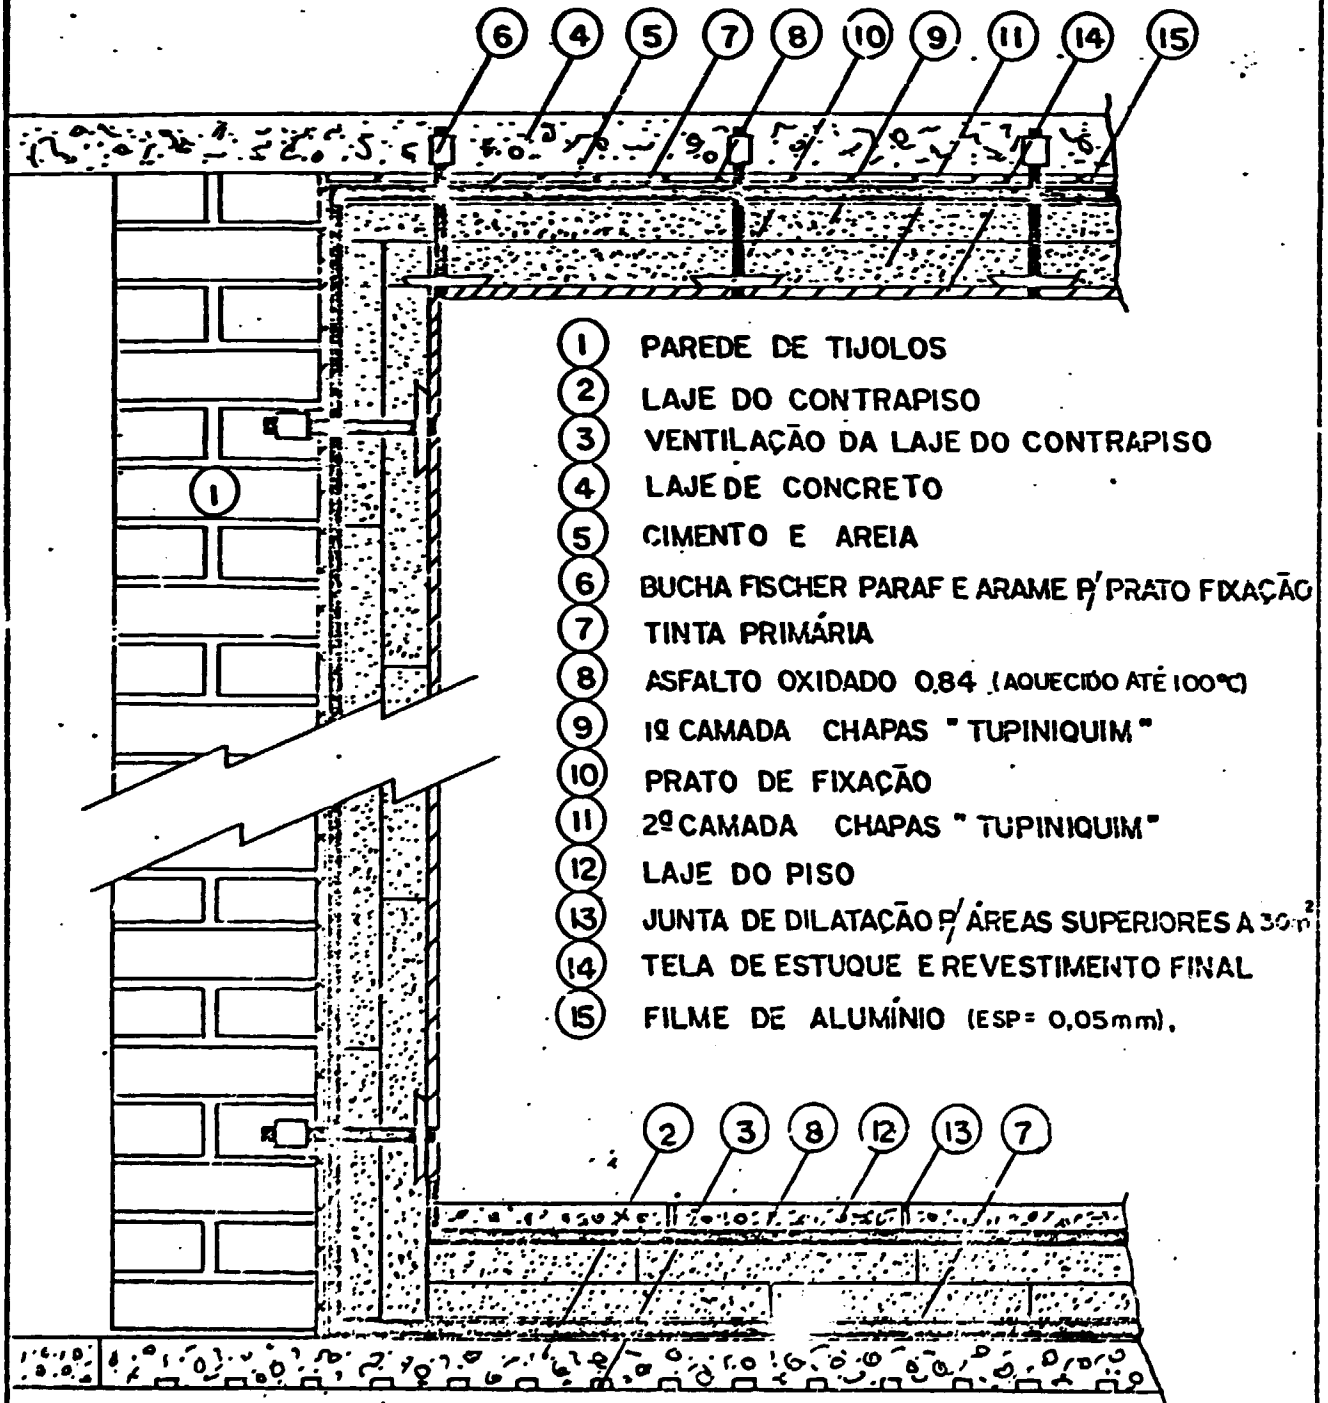 6 4 5 7 8 10 9 11 14 15
1 PAREDE DE TIJOLOS
2 LAJE DO CONTRAPISO
3 VENTILAÇÃO DA LAJE DO CONTRAPISO
4 LAJE DE CONCRETO
1
5 CIMENTO E AREIA
6 BUCHA FISCHER PARAF E ARAME P/ PRATO FIXAÇÃO
7 TINTA PRIMÁRIA
8 ASFALTO OXIDADO 0.84 (AQUECIDO ATÉ 100°C)
9 1º CAMADA CHAPAS "TUPINIQUIM"
10 PRATO DE FIXAÇÃO
11 2º CAMADA CHAPAS "TUPINIQUIM"
12 LAJE DO PISO
13 JUNTA DE DILATAÇÃO P/ ÁREAS SUPERIORES A 30m²
14 TELA DE ESTUQUE E REVESTIMENTO FINAL
15 FILME DE ALUMÍNIO (ESP= 0,05mm).
2 3 8 12 13 7